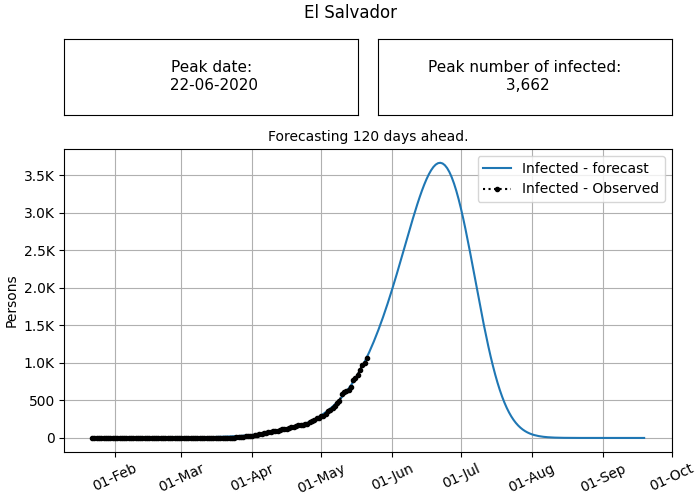 El Salvador
Peak date:
22-06-2020
Peak number of infected:
3,662
Forecasting 120 days ahead.
Infected - forecast
Infected - Observed
Persons
3.5K
3.0K
2.5K
2.0K
1.5K
1.0K
500
0
01-Feb
01-Mar
01-Apr
01-May
01-Jun
01-Jul
01-Aug
01-Sep
01-Oct